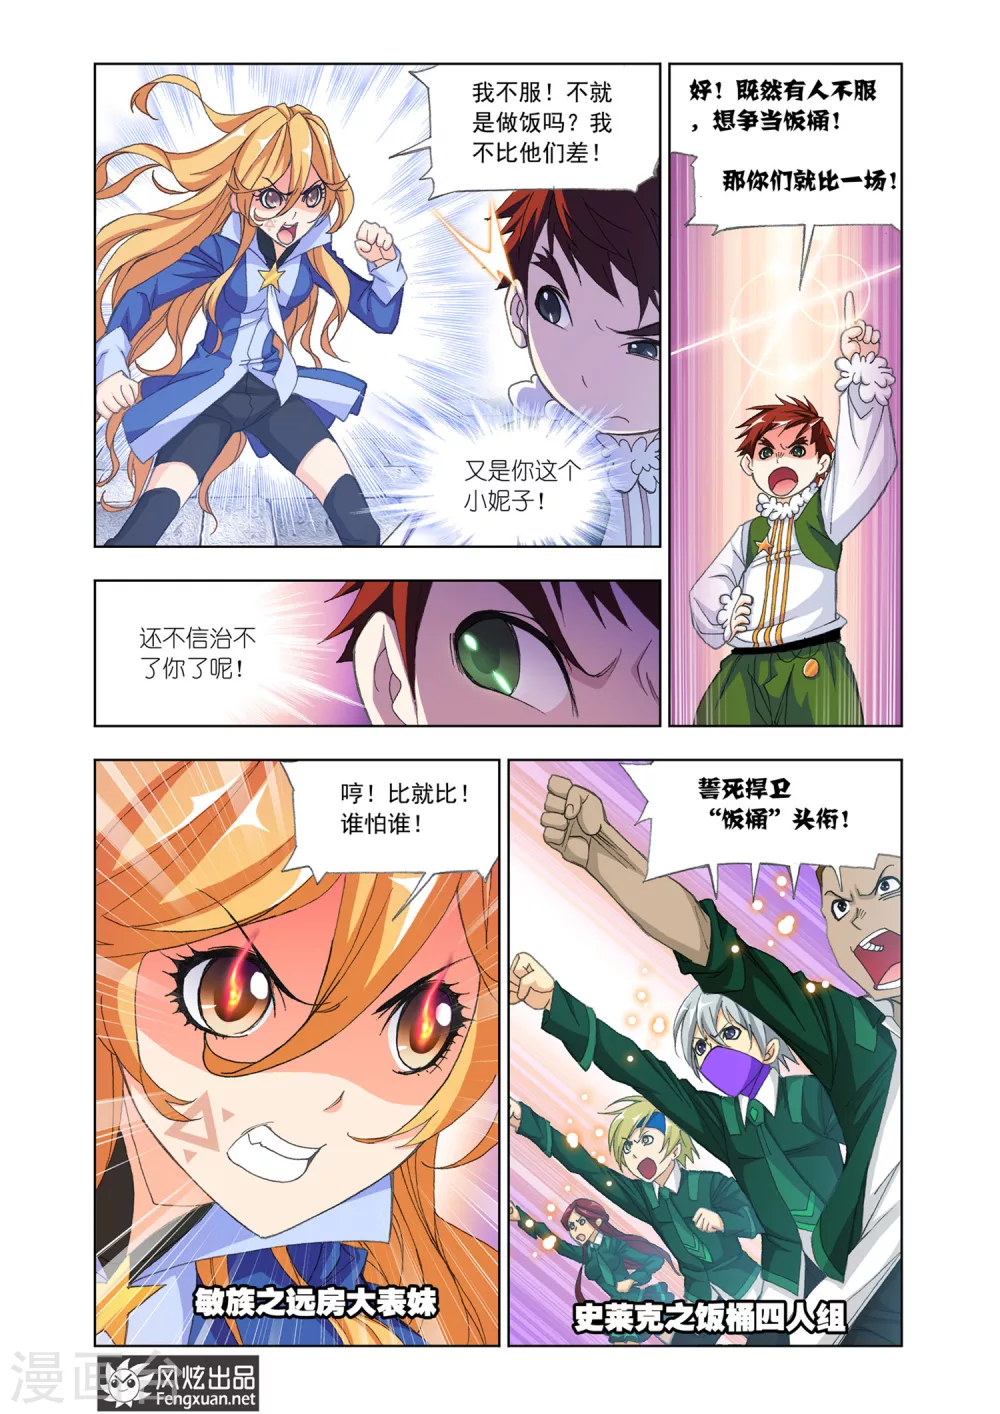 我不服！不就
是做饭吗？我
不比他们差！
又是你这个
小妮子！
好！既然有人不服
，想争当饭桶！
那你们就比一场！
还不信治不
了你了呢！
哼！比就比！
谁怕谁！
敏族之远房大表妹
誓死捍卫
“饭桶”头衔！
史莱克之饭桶四人组
漫画台
风炫出品
Fengxuan.net